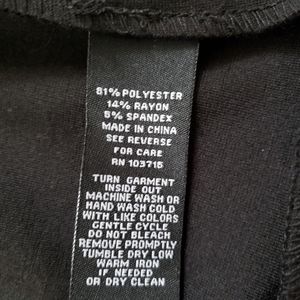 81% POLYESTER
14% RAYON
5% SPANDEX
MADE IN CHINA
SEE REVERSE
FOR CARE
RN 103715
TURN GARMENT
INSIDE OUT
MACHINE WASH OR
HAND WASH COLD
WITH LIKE COLORS
GENTLE CYCLE
DO NOT BLEACH
REMOVE PROMPTLY
TUMBLE DRY LOW
WARM IRON
IF NEEDED
OR DRY CLEAN